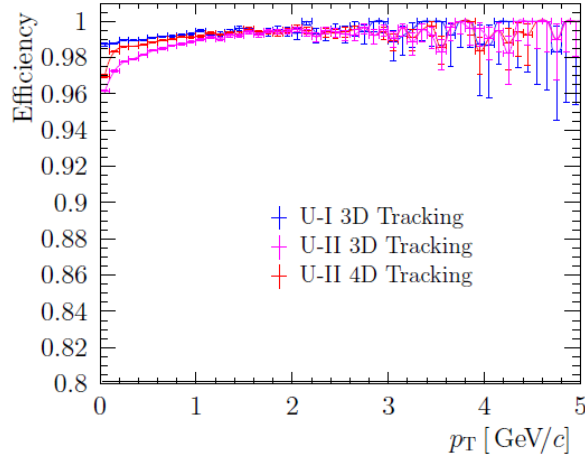 Efficiency
1
0.98
0.96
0.94
0.92
0.9
0.88
0.86
0.84
0.82
0.8
U-I 3D Tracking
U-II 3D Tracking
U-II 4D Tracking
0 1 2 3 4 5
p_T [GeV/c]